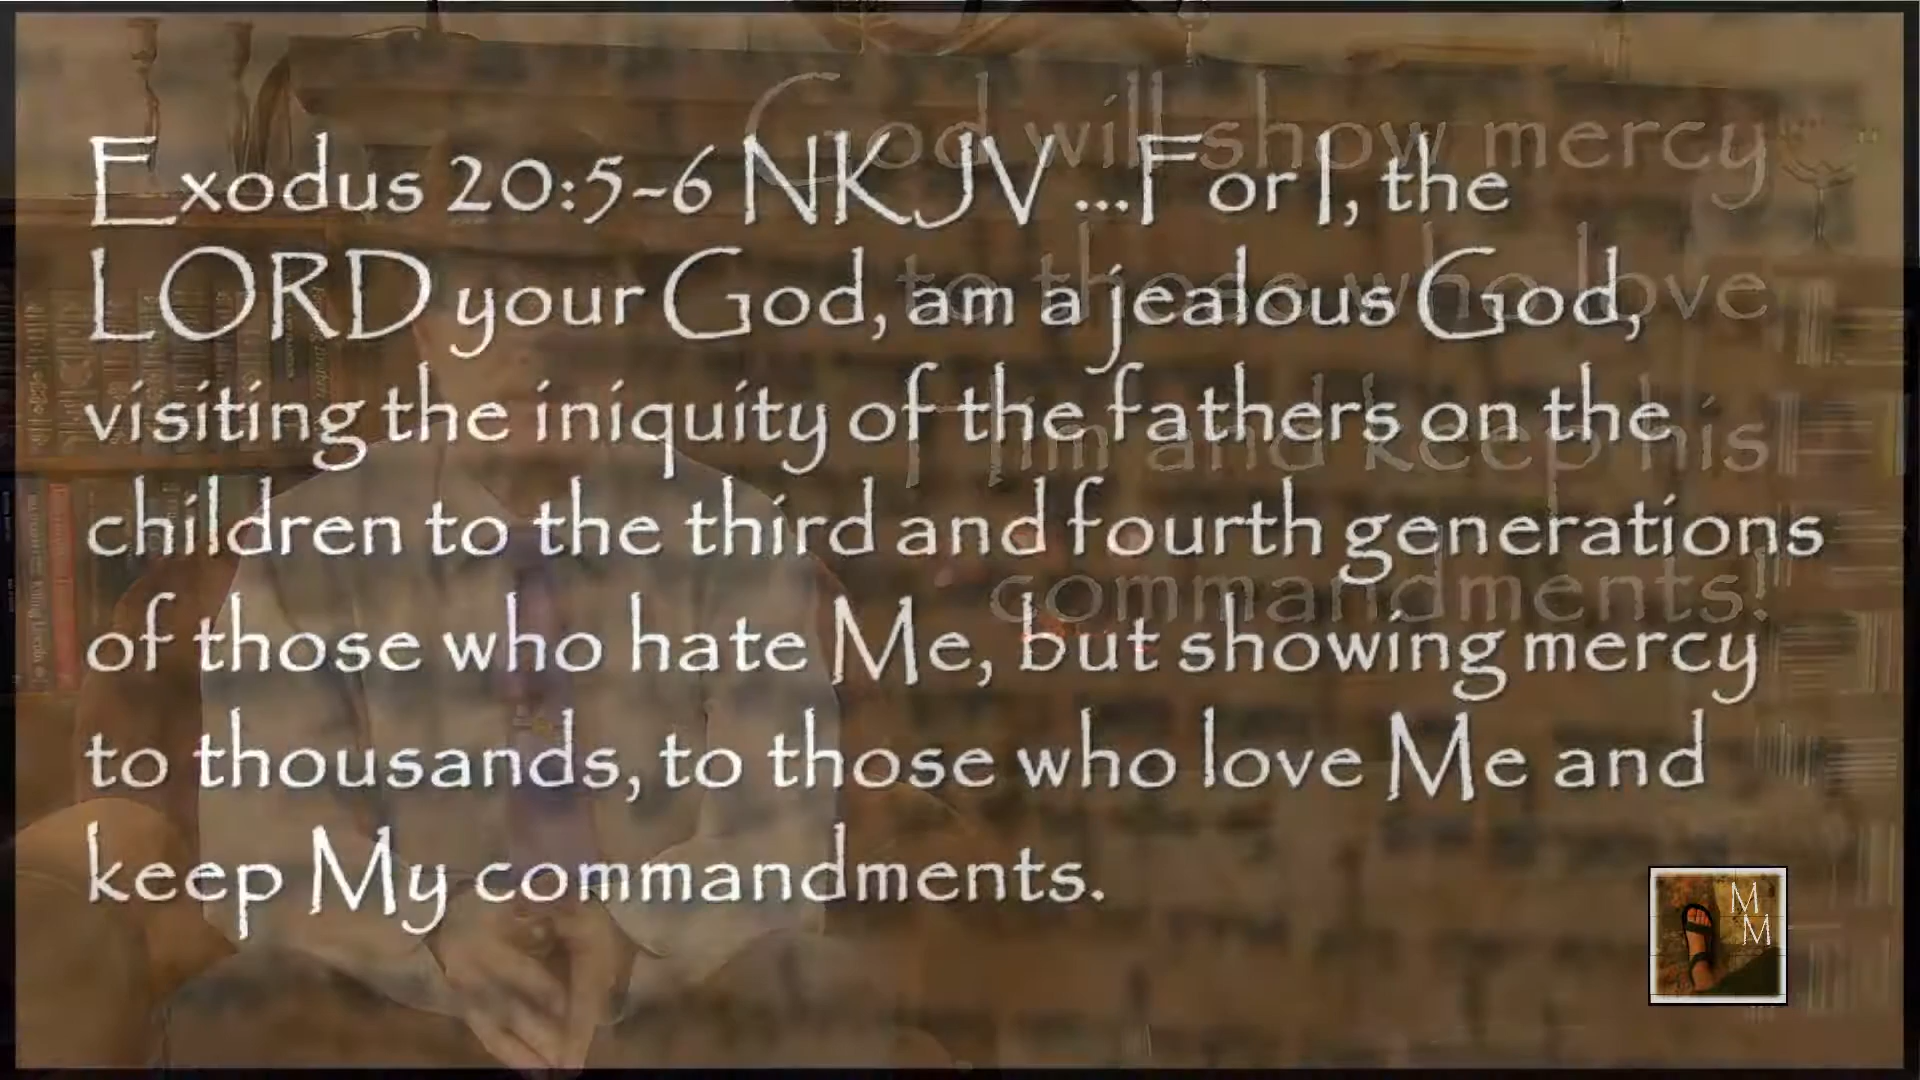 Exodus 20:5-6 NKJV ...For I, the
LORD your God, am a jealous God,
visiting the iniquity of the fathers on the
children to the third and fourth generations
of those who hate Me, but showing mercy
to thousands, to those who love Me and
keep My commandments.
God will show mercy
to those who love
Him and keep his
commandments!
M
M